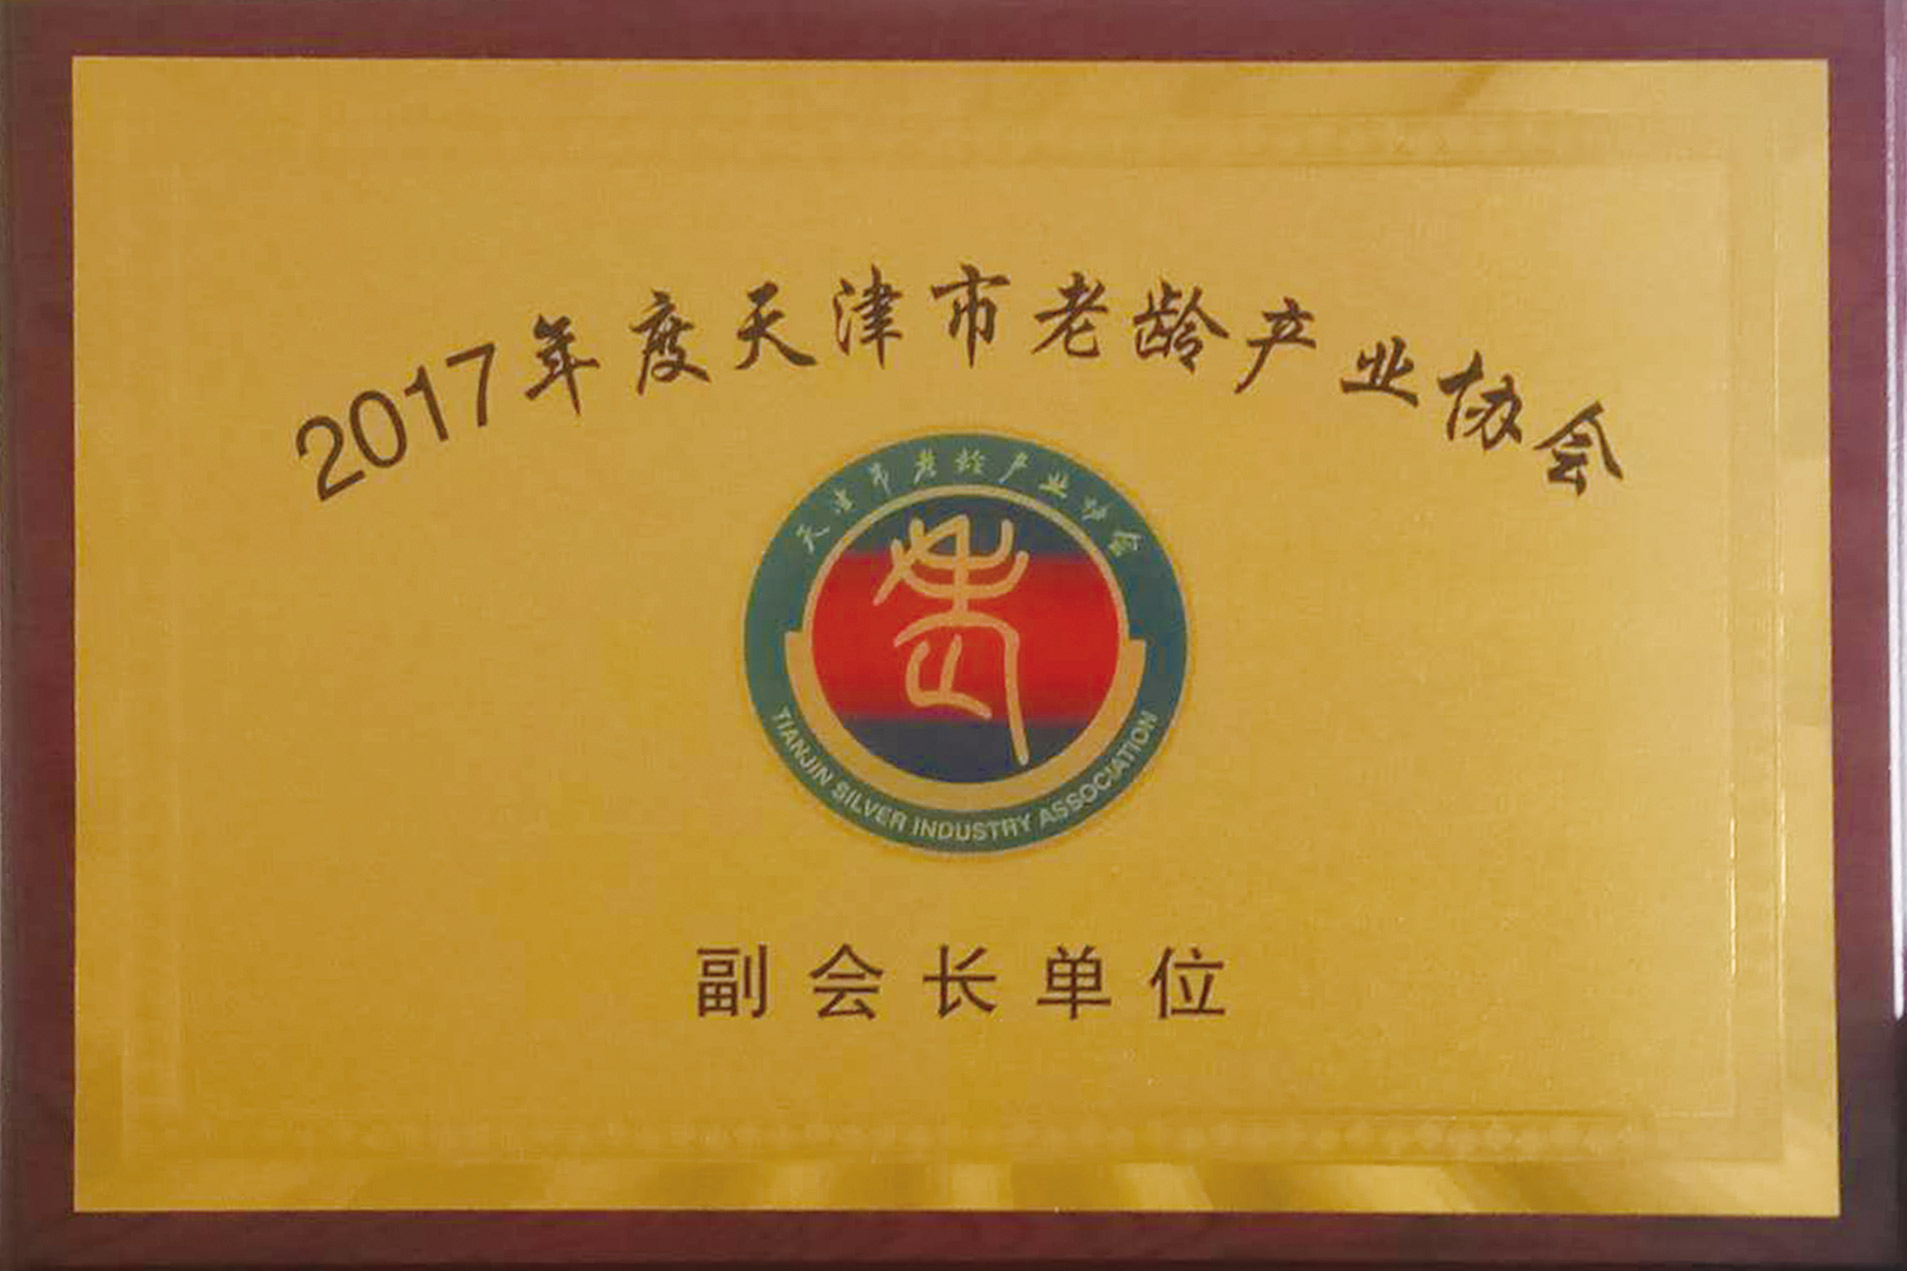 2017年度天津市老龄产业协会
天津市老龄产业协会
TIANJIN SILVER INDUSTRY ASSOCIATION
副会长单位